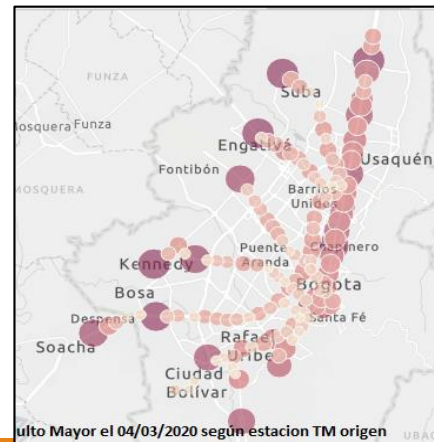 FUNZA
Suba
Mosquera
Funza
Engativá
Usaquén
Fontibón
MOSQUERA
Barrios
Unidos
Puente
Aranda
Chapinero
Kennedy
Bogota
Bosa
Santa Fé
Despensa
Soacha
Rafael
Uribe
Ciudad
Bolívar
ulto Mayor el 04/03/2020 según estacion TM origen